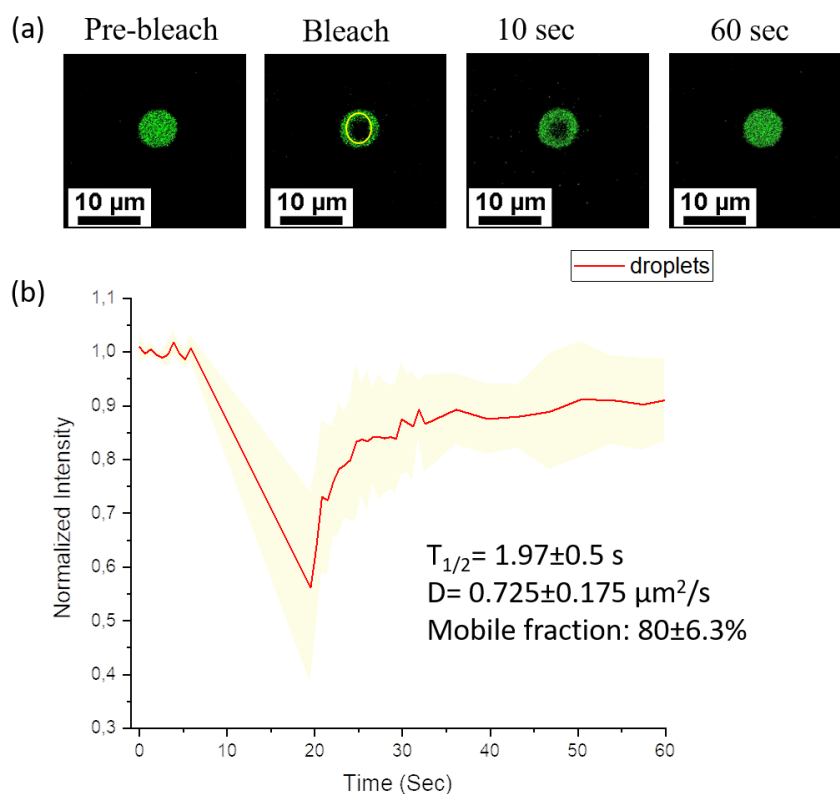 (a)
Pre-bleach Bleach 10 sec 60 sec
10 µm 10 µm 10 µm 10 µm
droplets
(b)
1,1
1,0
0,9
0,8
0,7
0,6
0,5
0,4
0,3
Normalized Intensity
T1/2= 1.97±0.5 s
D= 0.725±0.175 µm²/s
Mobile fraction: 80±6.3%
0 10 20 30 40 50 60
Time (Sec)